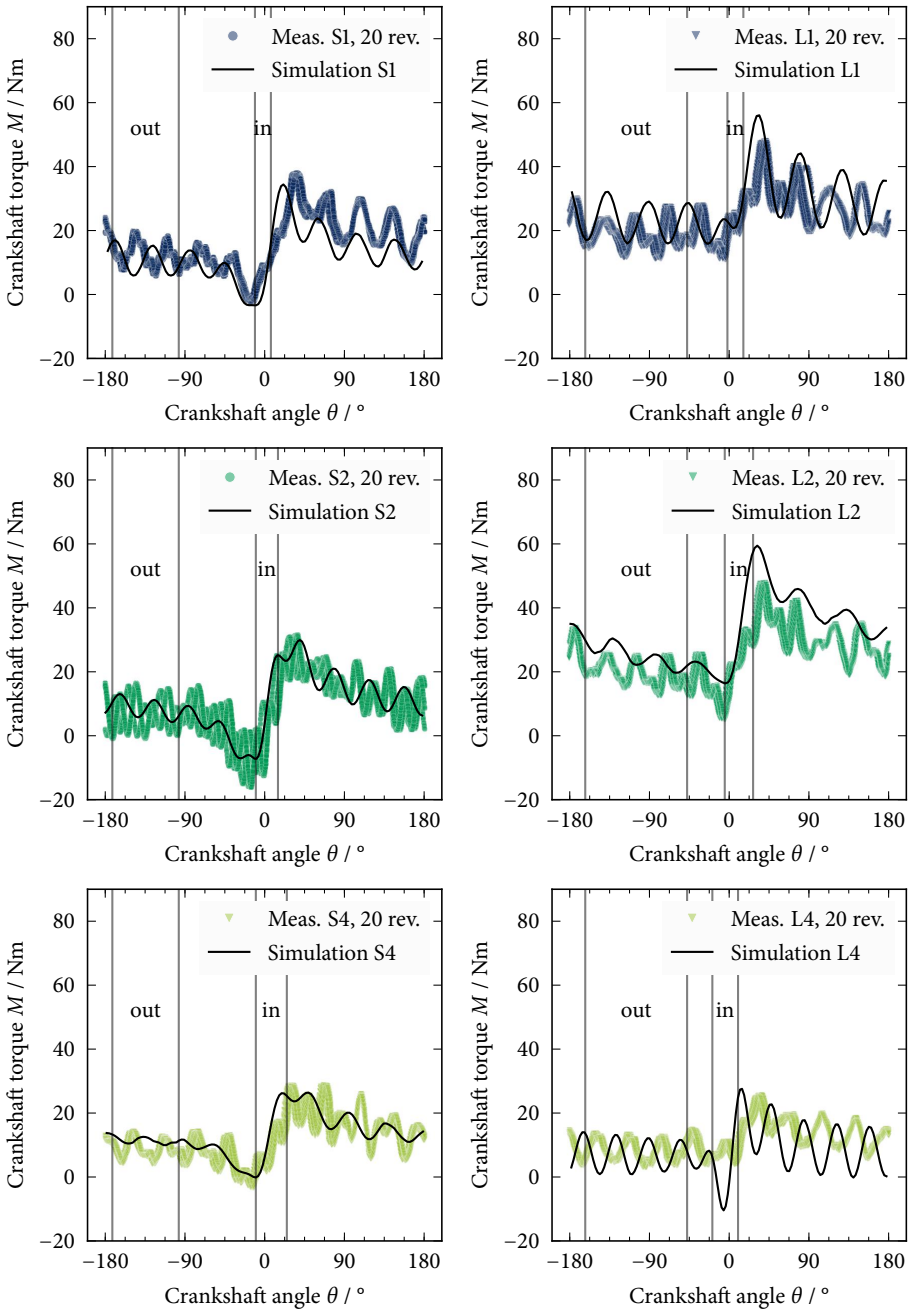 Meas. S1, 20 rev.
Simulation S1
out
in
80
60
40
20
0
−20
−180
−90
0
90
180
Crankshaft torque M / Nm
Crankshaft angle θ / °
Meas. L1, 20 rev.
Simulation L1
out
in
80
60
40
20
0
−20
−180
−90
0
90
180
Crankshaft torque M / Nm
Crankshaft angle θ / °
Meas. S2, 20 rev.
Simulation S2
out
in
80
60
40
20
0
−20
−180
−90
0
90
180
Crankshaft torque M / Nm
Crankshaft angle θ / °
Meas. L2, 20 rev.
Simulation L2
out
in
80
60
40
20
0
−20
−180
−90
0
90
180
Crankshaft torque M / Nm
Crankshaft angle θ / °
Meas. S4, 20 rev.
Simulation S4
out
in
80
60
40
20
0
−20
−180
−90
0
90
180
Crankshaft torque M / Nm
Crankshaft angle θ / °
Meas. L4, 20 rev.
Simulation L4
out
in
80
60
40
20
0
−20
−180
−90
0
90
180
Crankshaft torque M / Nm
Crankshaft angle θ / °